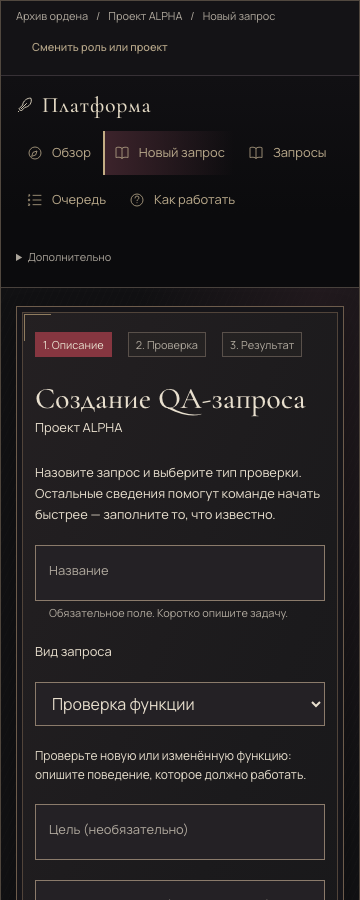 Архив ордена / Проект ALPHA / Новый запрос
Сменить роль или проект
Платформа
Обзор
Новый запрос
Запросы
Очередь
Как работать
Дополнительно
1. Описание
2. Проверка
3. Результат
Создание QA-запроса
Проект ALPHA
Назовите запрос и выберите тип проверки.
Остальные сведения помогут команде начать
быстрее — заполните то, что известно.
Название
Обязательное поле. Коротко опишите задачу.
Вид запроса
Проверка функции
Проверьте новую или изменённую функцию:
опишите поведение, которое должно работать.
Цель (необязательно)